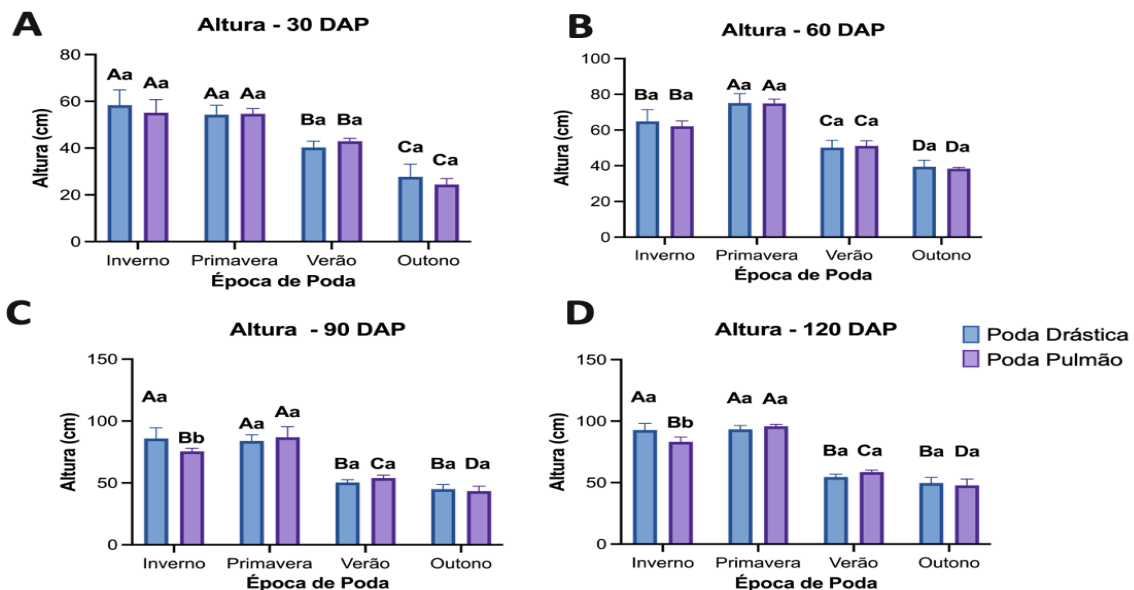 A
Altura - 30 DAP
Altura (cm)
80
60
40
20
0
Aa Aa Aa Aa Ba Ba Ca Ca
Inverno Primavera Verão Outono
Época de Poda
B
Altura - 60 DAP
Altura (cm)
100
80
60
40
20
0
Ba Ba Aa Aa Ca Ca Da Da
Inverno Primavera Verão Outono
Época de Poda
C
Altura - 90 DAP
Altura (cm)
150
100
50
0
Aa Bb Aa Aa Ba Ca Ba Da
Inverno Primavera Verão Outono
Época de Poda
D
Altura - 120 DAP
Altura (cm)
150
100
50
0
Aa Bb Aa Aa Ba Ca Ba Da
Inverno Primavera Verão Outono
Época de Poda
Poda Drástica
Poda Pulmão